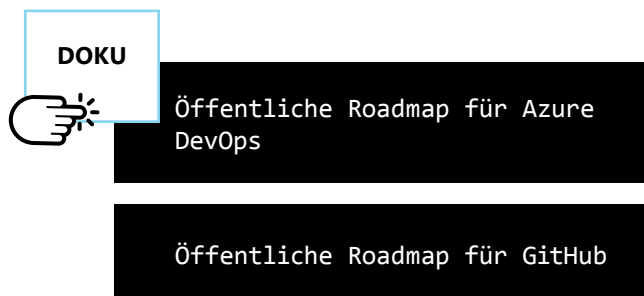 DOKU
Öffentliche Roadmap für Azure
DevOps
Öffentliche Roadmap für GitHub